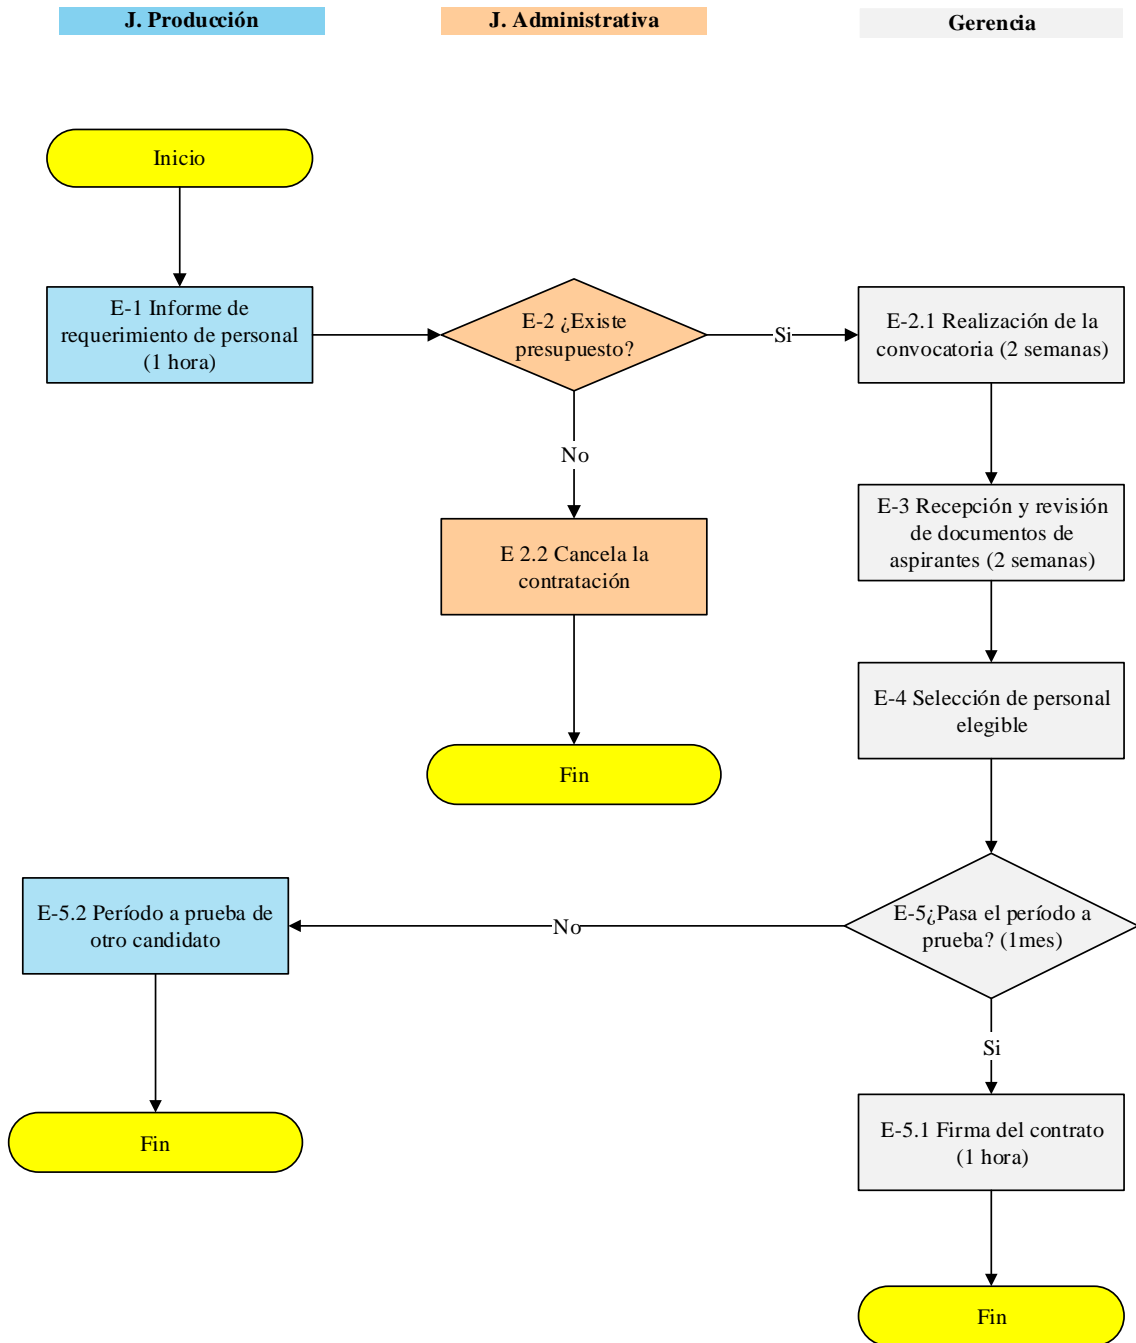 J. Producción
J. Administrativa
Gerencia
Inicio
E-1 Informe de
requerimiento de personal
(1 hora)
E-2 ¿Existe
presupuesto?
Si
E-2.1 Realización de la
convocatoria (2 semanas)
No
E-3 Recepción y revisión
de documentos de
aspirantes (2 semanas)
E 2.2 Cancela la
contratación
E-4 Selección de personal
elegible
Fin
E-5.2 Período a prueba de
otro candidato
No
E-5¿Pasa el período a
prueba? (1mes)
Si
Fin
E-5.1 Firma del contrato
(1 hora)
Fin